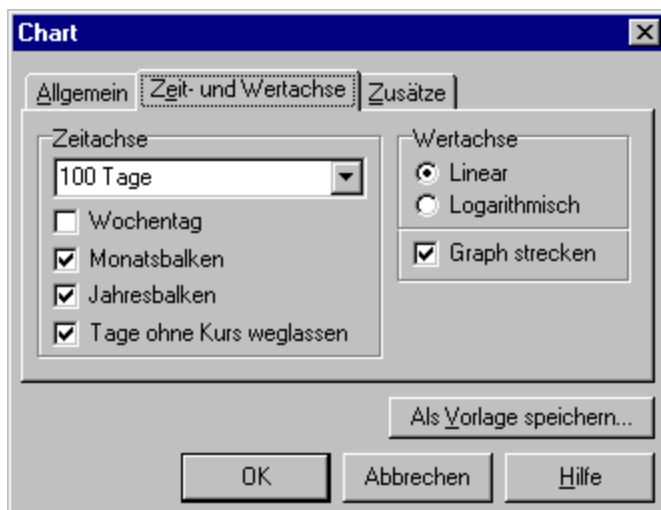 Chart
Allgemein Zeit- und Wertachse Zusätze
Zeitachse
100 Tage
Wochentag
Monatsbalken
Jahresbalken
Tage ohne Kurs weglassen
Wertachse
Linear
Logarithmisch
Graph strecken
Als Vorlage speichern...
OK Abbrechen Hilfe